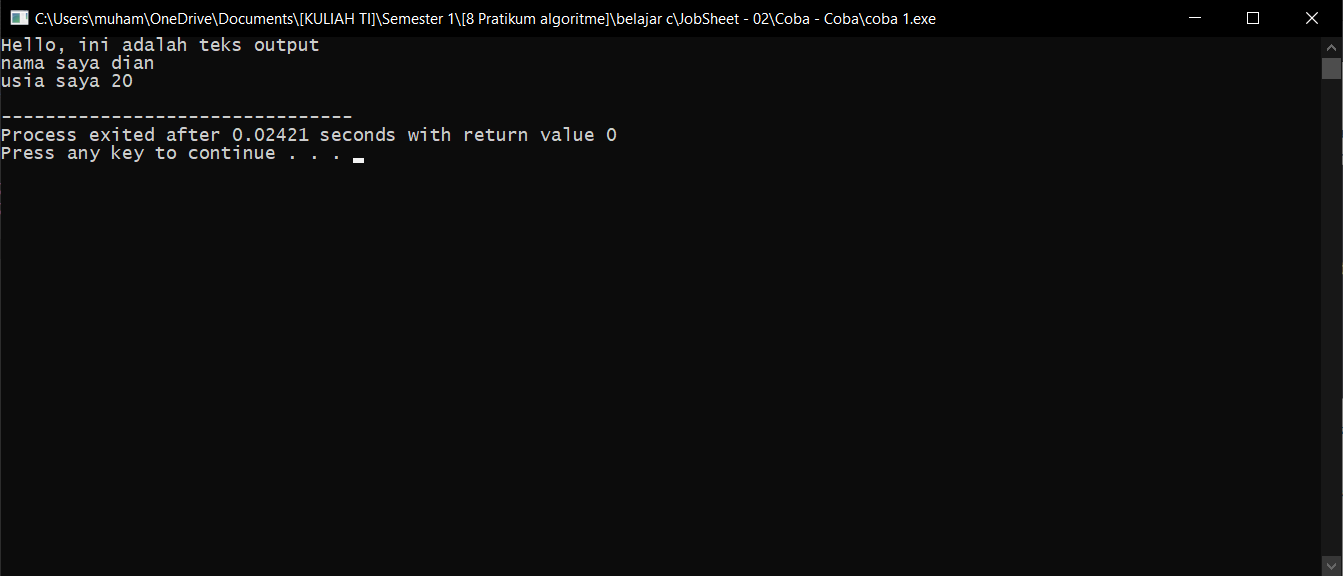 C:\Users\muham\OneDrive\Documents\[KULIAH TI]\Semester 1\[8 Pratikum algoritme]\belajar c\JobSheet - 02\Coba - Coba\coba 1.exe
Hello, ini adalah teks output
nama saya dian
usia saya 20
--------------------------------
Process exited after 0.02421 seconds with return value 0
Press any key to continue . . .